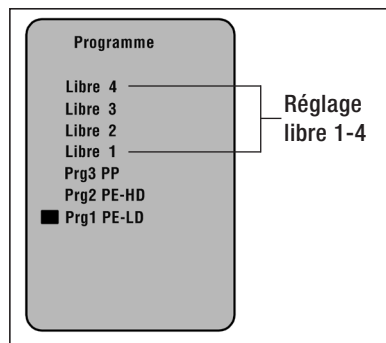 Programme
Libre 4
Libre 3
Libre 2
Libre 1
Prg3 PP
Prg2 PE-HD
Prg1 PE-LD
Réglage
libre 1-4